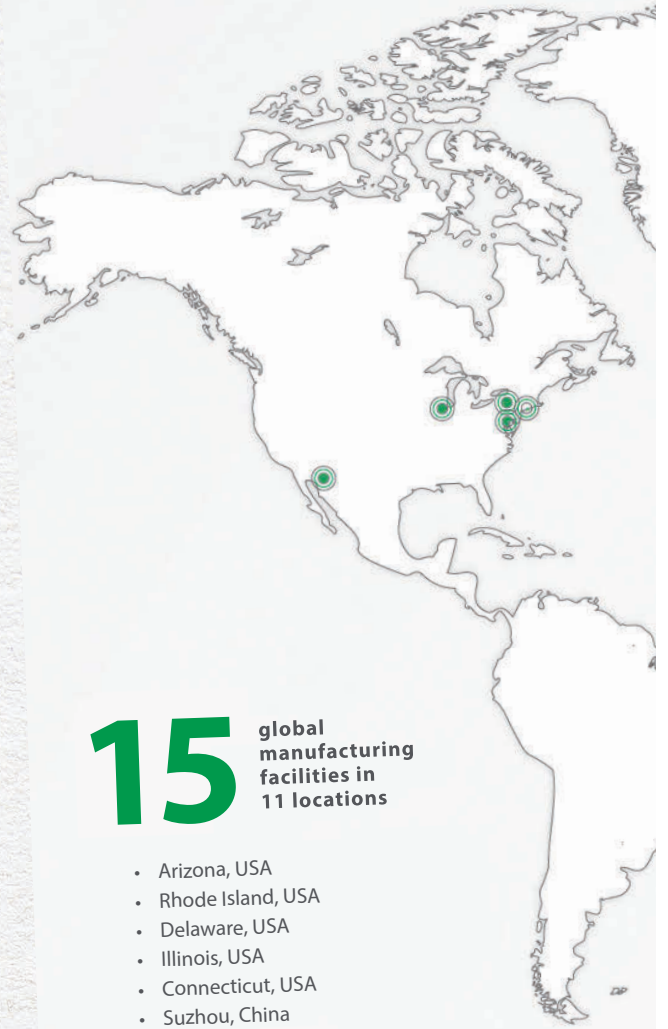 15
global
manufacturing
facilities in
11 locations
• Arizona, USA
• Rhode Island, USA
• Delaware, USA
• Illinois, USA
• Connecticut, USA
• Suzhou, China